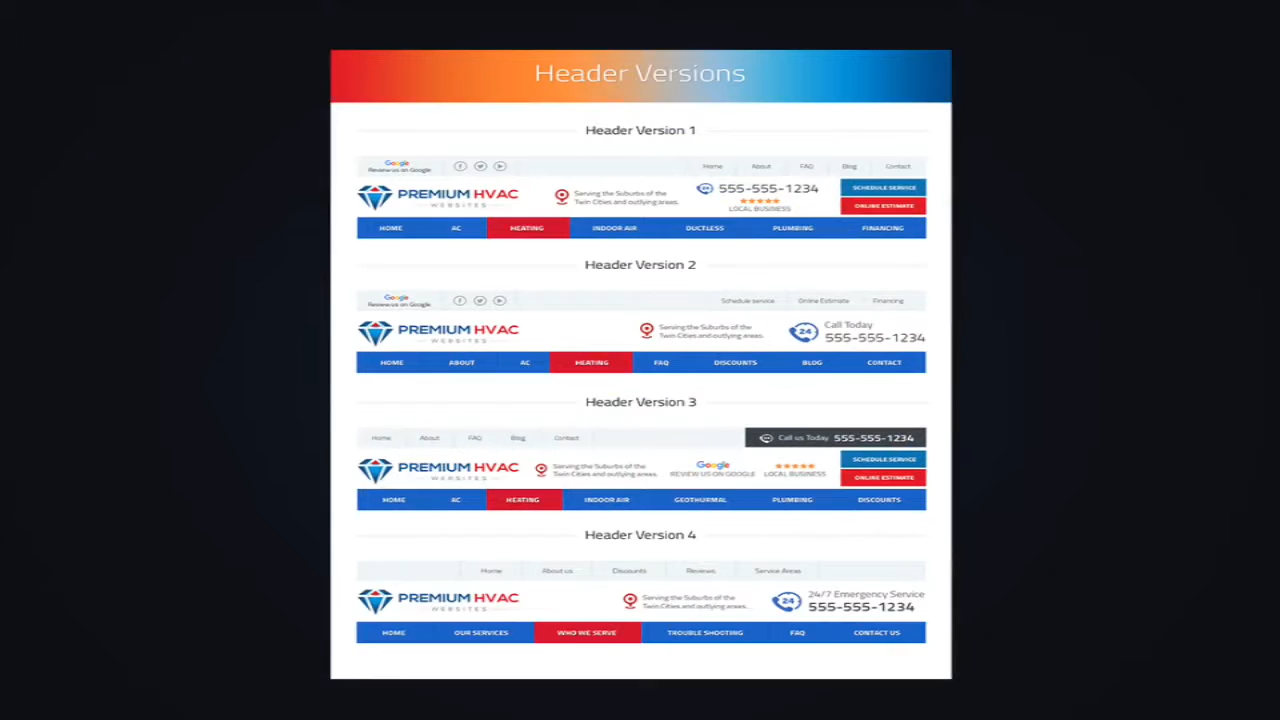 Header Versions
Header Version 1
Google
Review us on Google
Home About FAQ Blog Contact
PREMIUM HVAC
WEBSITES
Serving the Suburbs of the
Twin Cities and outlying areas.
24 555-555-1234
LOCAL BUSINESS
SCHEDULE SERVICE
ONLINE ESTIMATE
HOME AC HEATING INDOOR AIR DUCTLESS PLUMBING FINANCING
Header Version 2
Google
Review us on Google
Schedule service Online Estimate Financing
PREMIUM HVAC
WEBSITES
Serving the Suburbs of the
Twin Cities and outlying areas.
24
Call Today
555-555-1234
HOME ABOUT AC HEATING FAQ DISCOUNTS BLOG CONTACT
Header Version 3
Home About FAQ Blog Contact
Call us Today 555-555-1234
PREMIUM HVAC
WEBSITES
Serving the Suburbs of the
Twin Cities and outlying areas.
Google
REVIEW US ON GOOGLE
LOCAL BUSINESS
SCHEDULE SERVICE
ONLINE ESTIMATE
HOME AC HEATING INDOOR AIR GEOTHURMAL PLUMBING DISCOUNTS
Header Version 4
Home About us Discounts Reviews Service Areas
PREMIUM HVAC
WEBSITES
Serving the Suburbs of the
Twin Cities and outlying areas.
24
24/7 Emergency Service
555-555-1234
HOME OUR SERVICES WHO WE SERVE TROUBLE SHOOTING FAQ CONTACT US